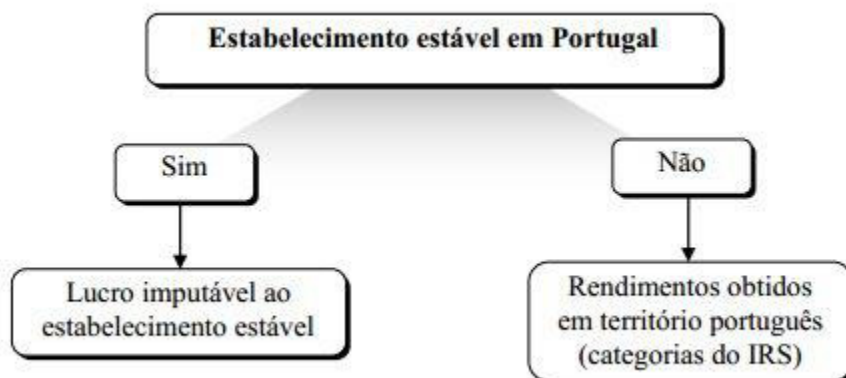 Estabelecimento estável em Portugal
Sim
Não
Lucro imputável ao
estabelecimento estável
Rendimentos obtidos
em território português
(categorias do IRS)